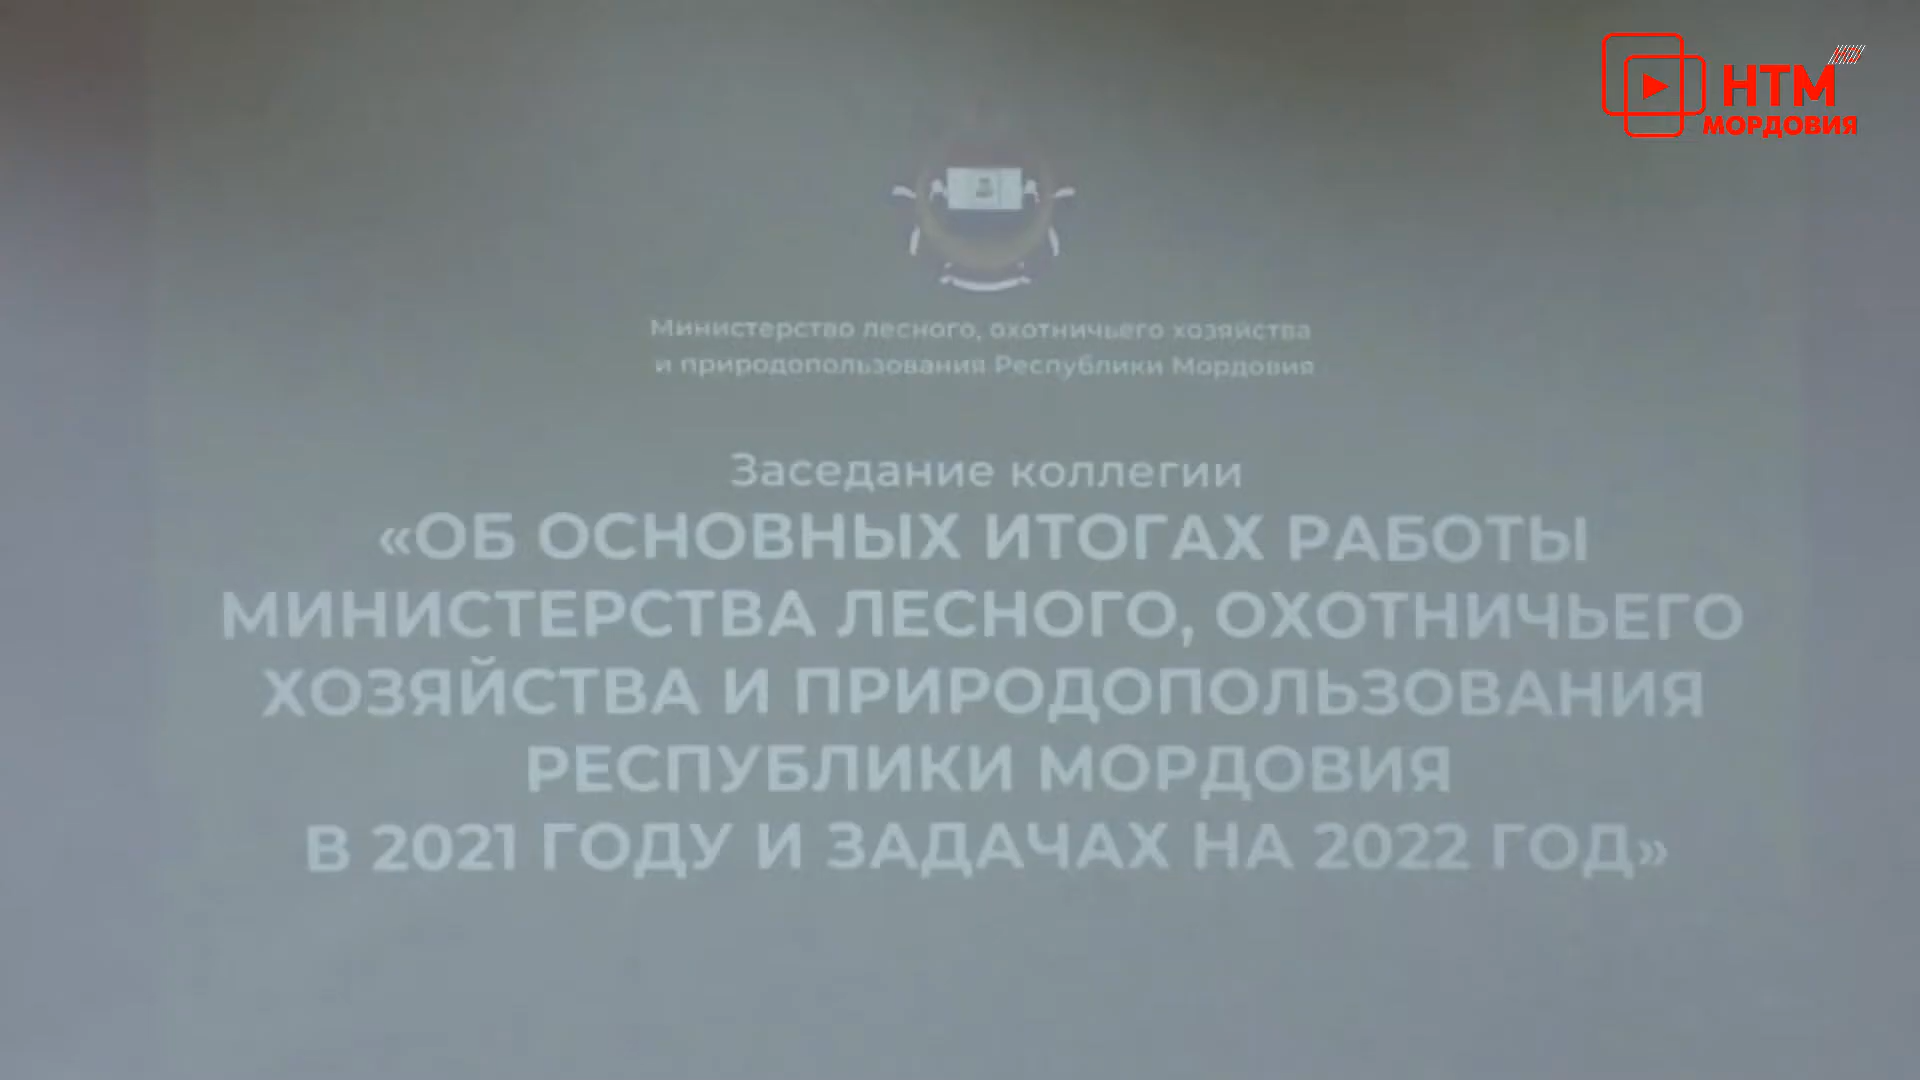 НТМ
МОРДОВИЯ
Министерство лесного, охотничьего хозяйства
и природопользования Республики Мордовия
Заседание коллегии
«ОБ ОСНОВНЫХ ИТОГАХ РАБОТЫ
МИНИСТЕРСТВА ЛЕСНОГО, ОХОТНИЧЬЕГО
ХОЗЯЙСТВА И ПРИРОДОПОЛЬЗОВАНИЯ
РЕСПУБЛИКИ МОРДОВИЯ
В 2021 ГОДУ И ЗАДАЧАХ НА 2022 ГОД»